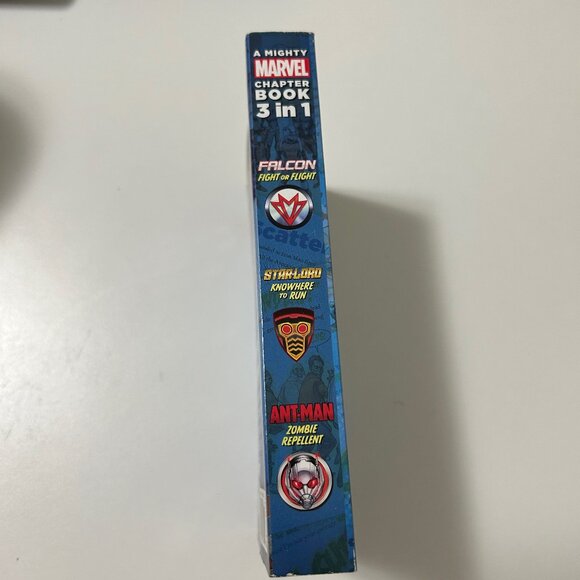 A MIGHTY
MARVEL
CHAPTER
BOOK
3 in 1
FALCON
FIGHT OR FLIGHT
Scatter
STAR-LORD
KNOWHERE
TO RUN
ANT-MAN
ZOMBIE
REPELLENT